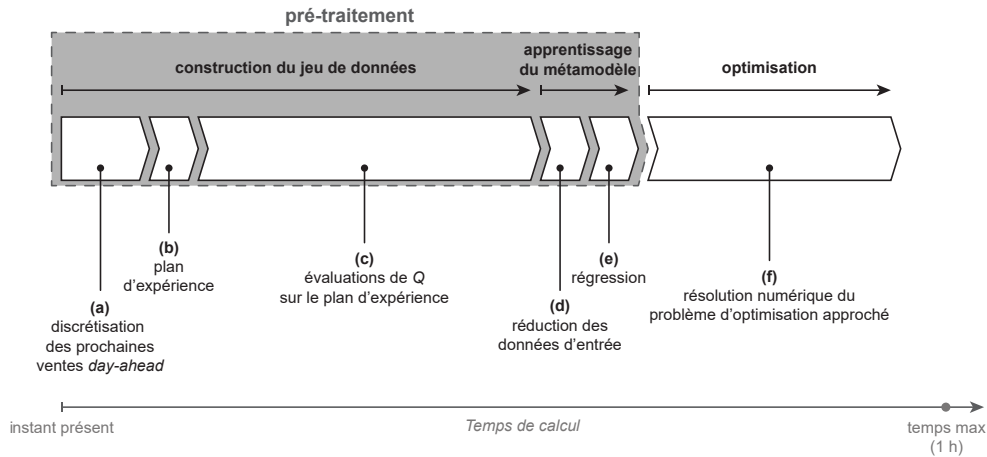 pré-traitement
construction du jeu de données
apprentissage
du métamodèle
optimisation
(a)
discrétisation
des prochaines
ventes day-ahead
(b)
plan
d'expérience
(c)
évaluations de Q
sur le plan d'expérience
(d)
réduction des
données d'entrée
(e)
régression
(f)
résolution numérique du
problème d'optimisation approché
instant présent
Temps de calcul
temps max
(1 h)